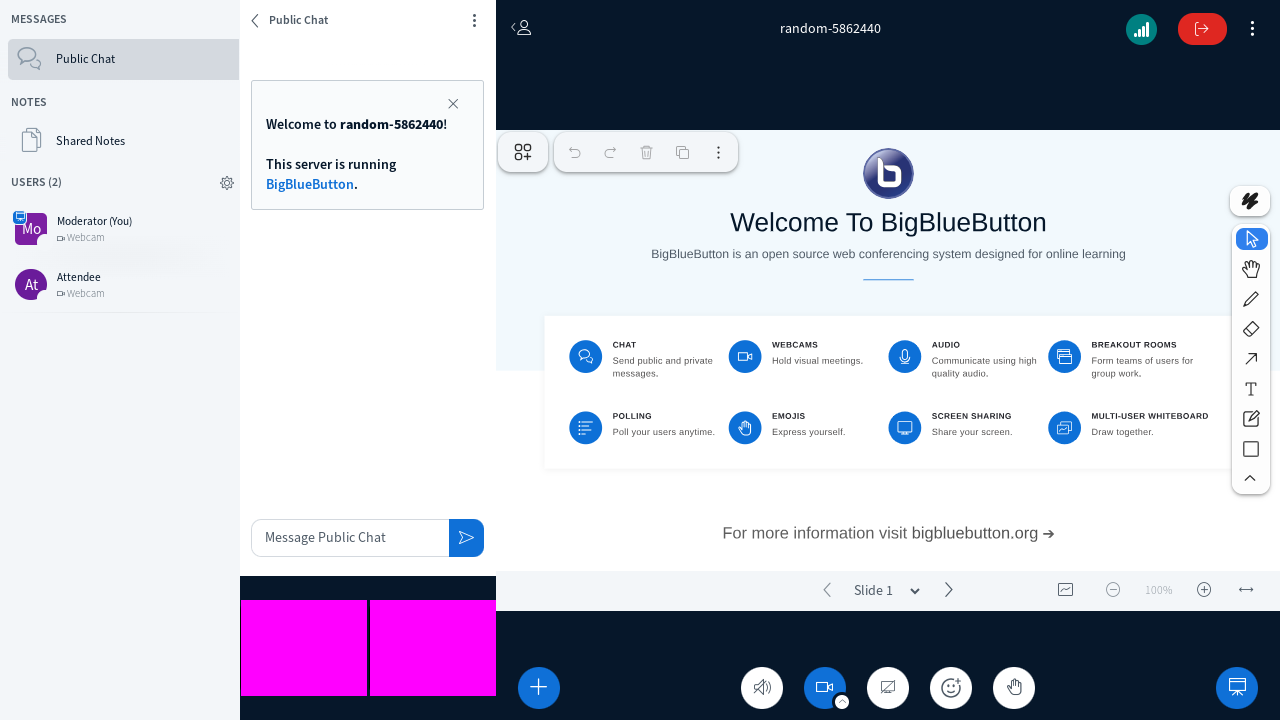 MESSAGES
Public Chat
NOTES
Shared Notes
USERS (2)
Mo
Moderator (You)
Webcam
At
Attendee
Webcam
Public Chat
Welcome to random-5862440!
This server is running
BigBlueButton.
Message Public Chat
random-5862440
Welcome To BigBlueButton
BigBlueButton is an open source web conferencing system designed for online learning
CHAT
Send public and private
messages.
WEBCAMS
Hold visual meetings.
AUDIO
Communicate using high
quality audio.
BREAKOUT ROOMS
Form teams of users for
group work.
POLLING
Poll your users anytime.
EMOJIS
Express yourself.
SCREEN SHARING
Share your screen.
MULTI-USER WHITEBOARD
Draw together.
For more information visit bigbluebutton.org →
Slide 1
100%